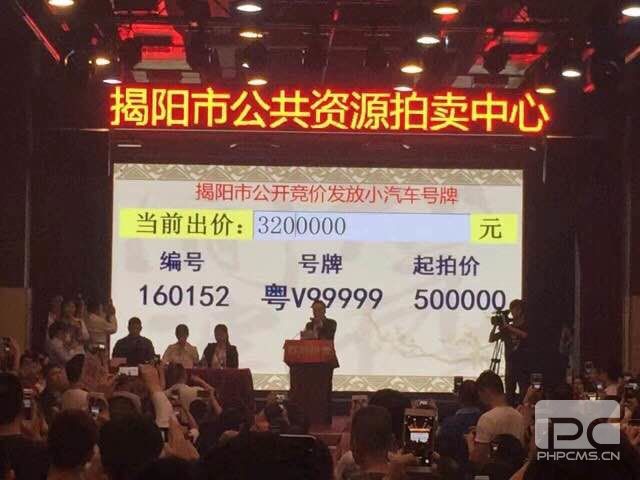 揭阳市公共资源拍卖中心
揭阳市公开竞价发放小汽车号牌
当前出价: 3200000 元
编号 号牌 起拍价
160152 粤V99999 500000
PC
PHPCMS.CN